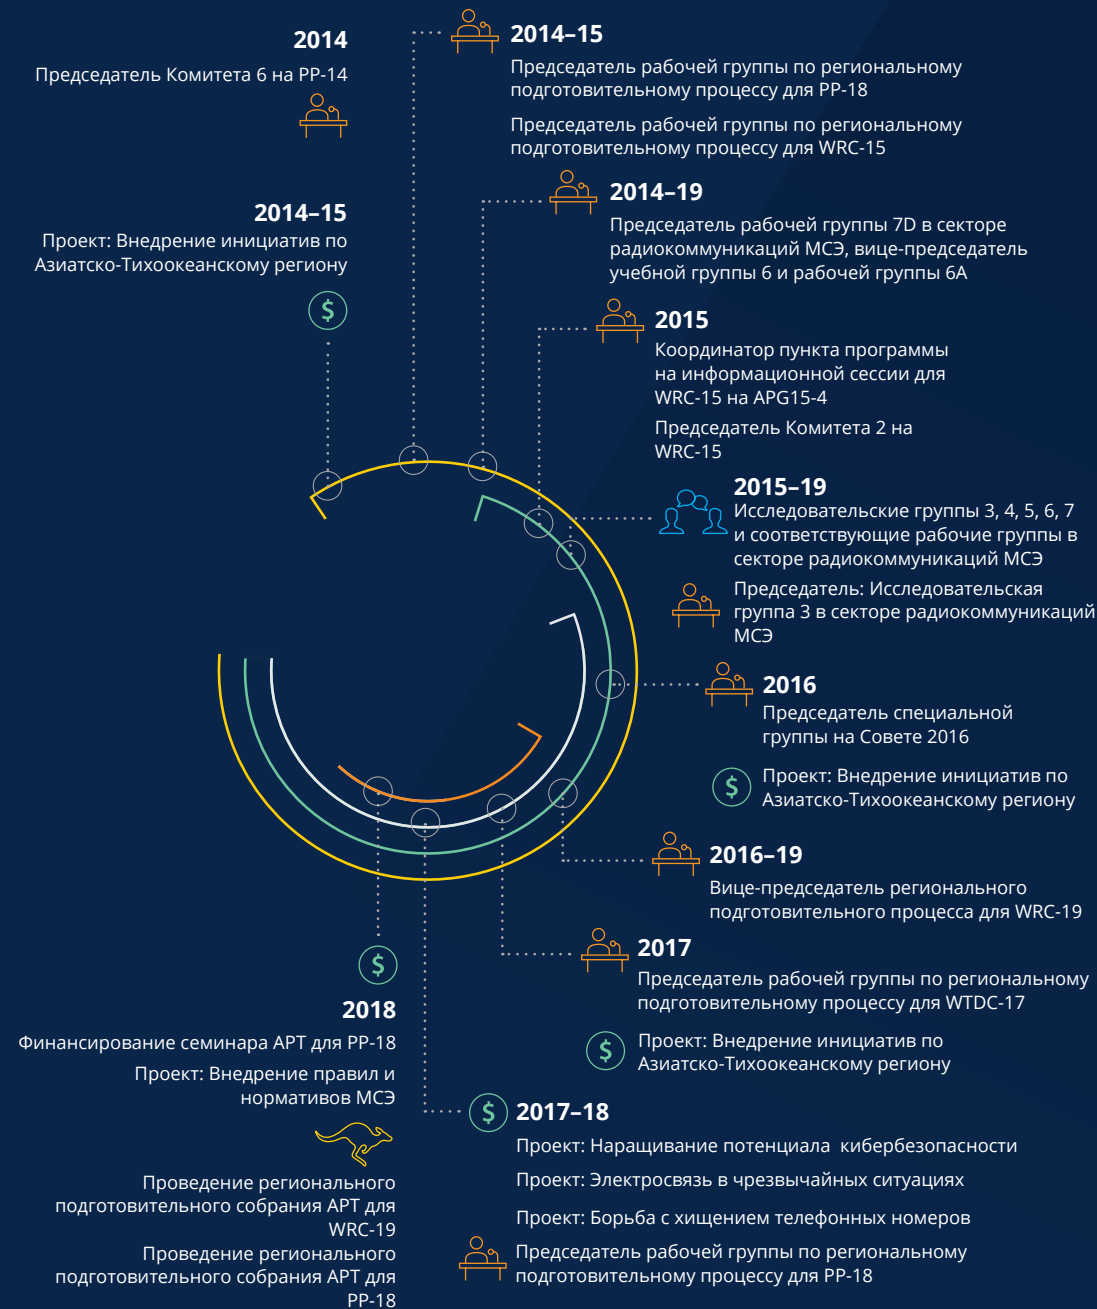 2014
Председатель Комитета 6 на PP-14
2014–15
Проект: Внедрение инициатив по
Азиатско-Тихоокеанскому региону
$
2014–15
Председатель рабочей группы по региональному
подготовительному процессу для PP-18
Председатель рабочей группы по региональному
подготовительному процессу для WRC-15
2014–19
Председатель рабочей группы 7D в секторе
радиокоммуникаций МСЭ, вице-председатель
учебной группы 6 и рабочей группы 6A
2015
Координатор пункта программы
на информационной сессии для
WRC-15 на APG15-4
Председатель Комитета 2 на
WRC-15
2015–19
Исследовательские группы 3, 4, 5, 6, 7
и соответствующие рабочие группы в
секторе радиокоммуникаций МСЭ
Председатель: Исследовательская
группа 3 в секторе радиокоммуникаций
МСЭ
2016
Председатель специальной
группы на Совете 2016
$
Проект: Внедрение инициатив по
Азиатско-Тихоокеанскому региону
2016–19
Вице-председатель регионального
подготовительного процесса для WRC-19
2017
Председатель рабочей группы по региональному
подготовительному процессу для WTDC-17
$
Проект: Внедрение инициатив по
Азиатско-Тихоокеанскому региону
$
2017–18
Проект: Наращивание потенциала кибербезопасности
Проект: Электросвязь в чрезвычайных ситуациях
Проект: Борьба с хищением телефонных номеров
Председатель рабочей группы по региональному
подготовительному процессу для PP-18
$
2018
Финансирование семинара АРТ для PP-18
Проект: Внедрение правил и
нормативов МСЭ
Проведение регионального
подготовительного собрания АРТ для
WRC-19
Проведение регионального
подготовительного собрания АРТ для
PP-18